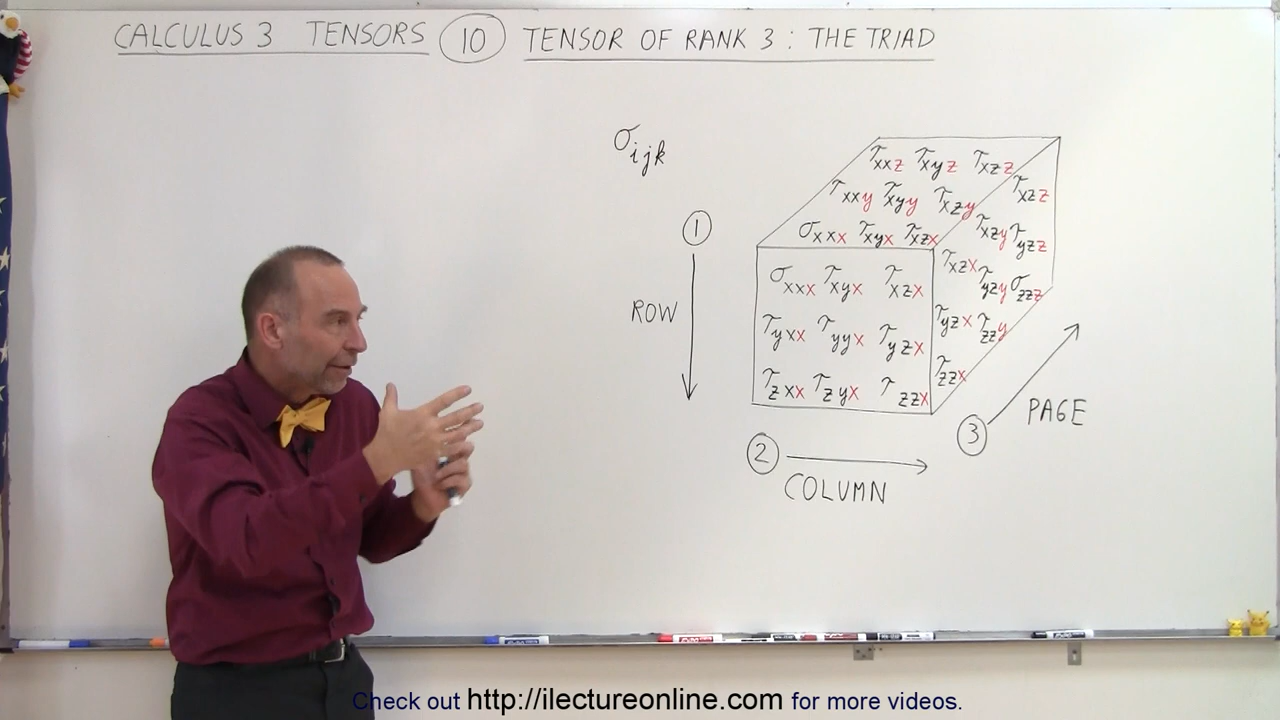 CALCULUS 3 TENSORS 10 TENSOR OF RANK 3 : THE TRIAD
σijk
τxxz τxyz τxzz
τxxy τxyy τxzy
σxxx τxyx τxzx
τxzz
τxzy τyzz
τxzx τyzy σzzz
τyzx τzzy
τzzx
σxxx τxyx τxzx
τyxx τyyx τyzx
τzxx τzyx τzzx
1
ROW
2
COLUMN
3
PAGE
Check out http://ilectureonline.com for more videos.